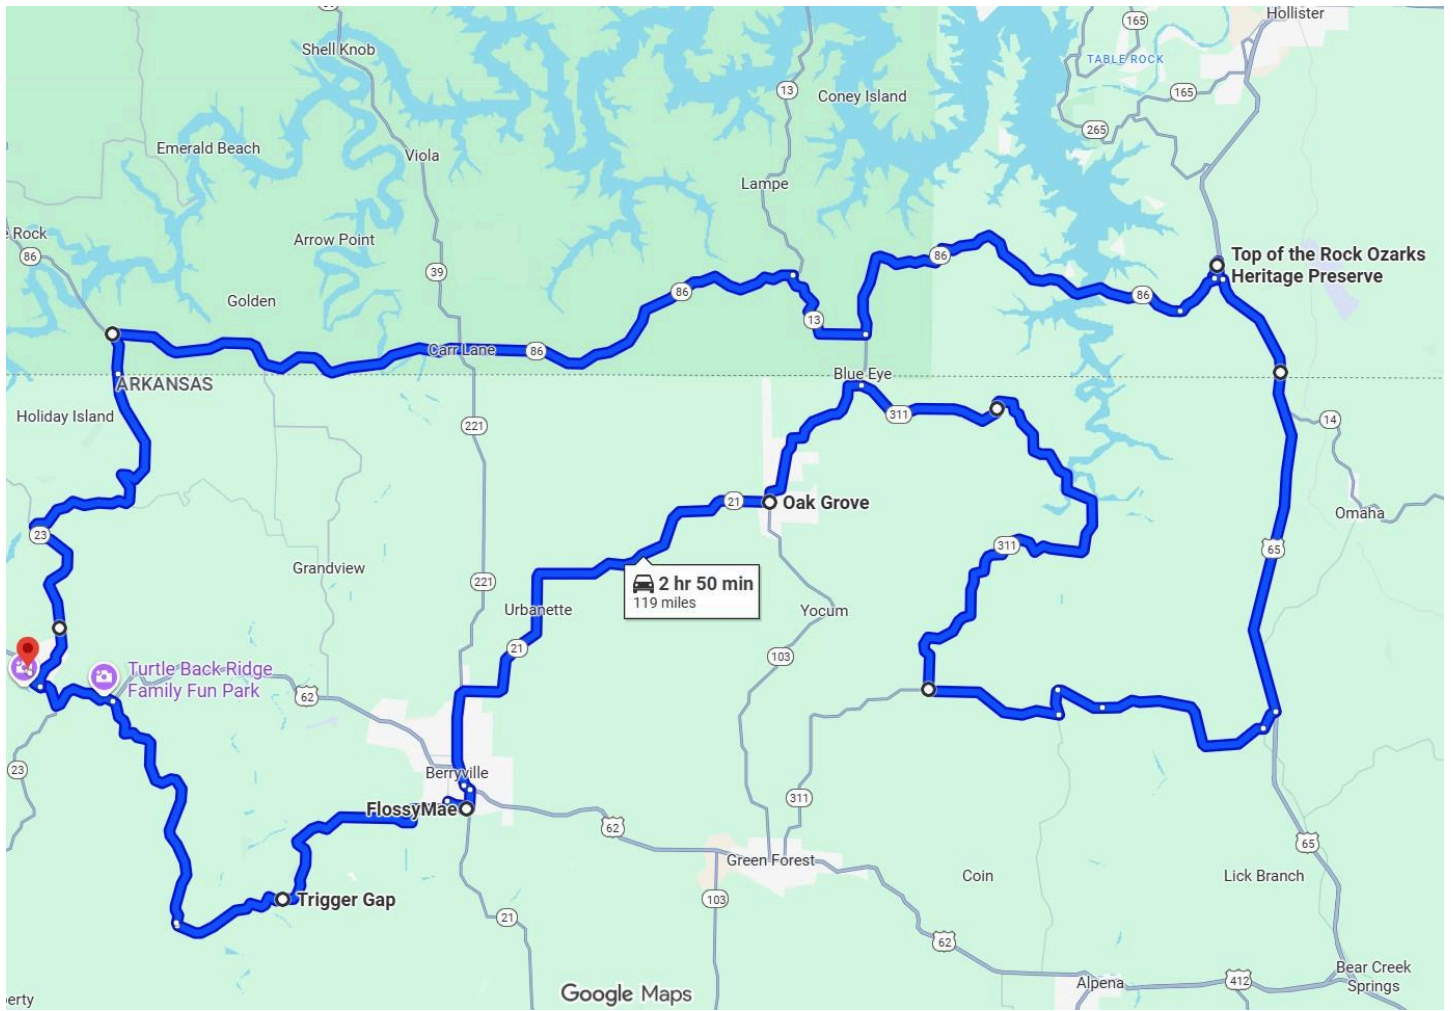 Hollister
165
TABLE ROCK
Shell Knob
13
Coney Island
165
265
Emerald Beach
Viola
Lampe
e Rock
86
Arrow Point
39
86
Top of the Rock Ozarks
Heritage Preserve
Golden
86
86
13
Carr Lane
86
ARKANSAS
Blue Eye
Holiday Island
311
14
221
21
Oak Grove
Omaha
23
311
65
Grandview
221
2 hr 50 min
119 miles
Urbanette
Yocum
21
103
Turtle Back Ridge
Family Fun Park
62
23
Berryville
FlossyMae
311
62
65
Green Forest
Coin
Lick Branch
Trigger Gap
103
21
62
Bear Creek
Springs
412
Alpena
Google Maps
erty